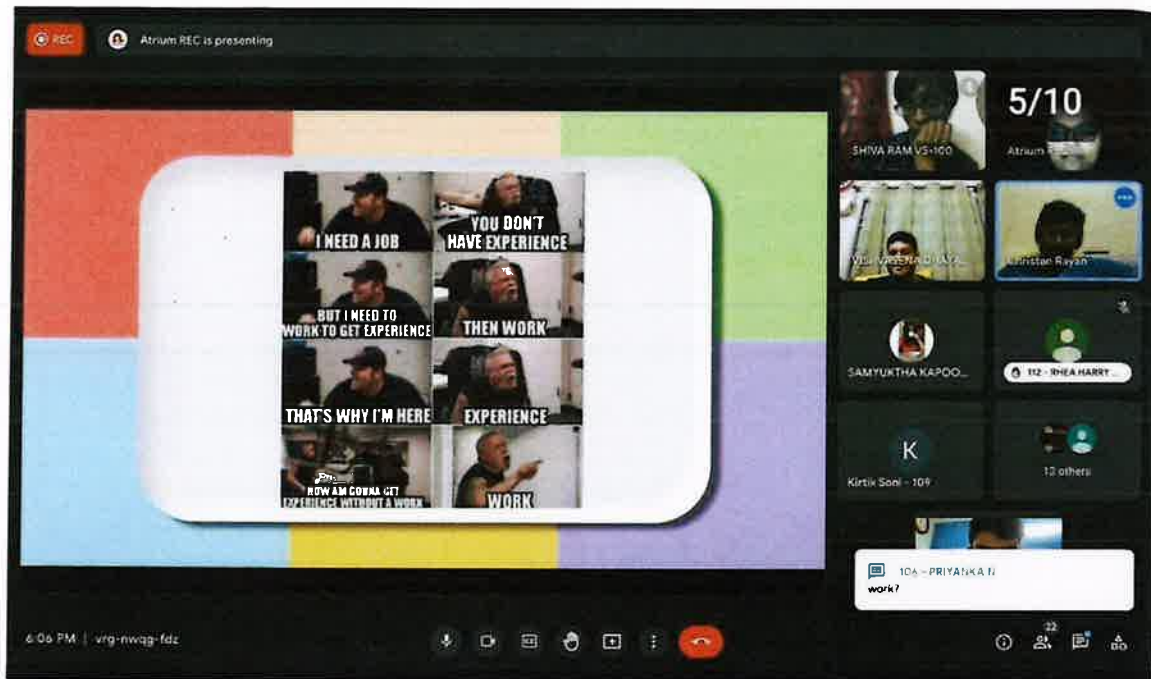 REC
Atrium REC is presenting
I NEED A JOB
YOU DON'T
HAVE EXPERIENCE
BUT I NEED TO
WORK TO GET EXPERIENCE
THEN WORK
THAT'S WHY I'M HERE
EXPERIENCE
HOW AM GONNA GET
EXPERIENCE WITHOUT A WORK
WORK
SHIVA RAM VS-100
5/10
Atrium
Christan Rayan
SAMYUKTHA KAPOO...
112 - RHEA HARRY ...
K
Kirtik Soni - 109
13 others
106 - PRIYANKA N
work?
6:06 PM | vrg-nwqg-fdz
22